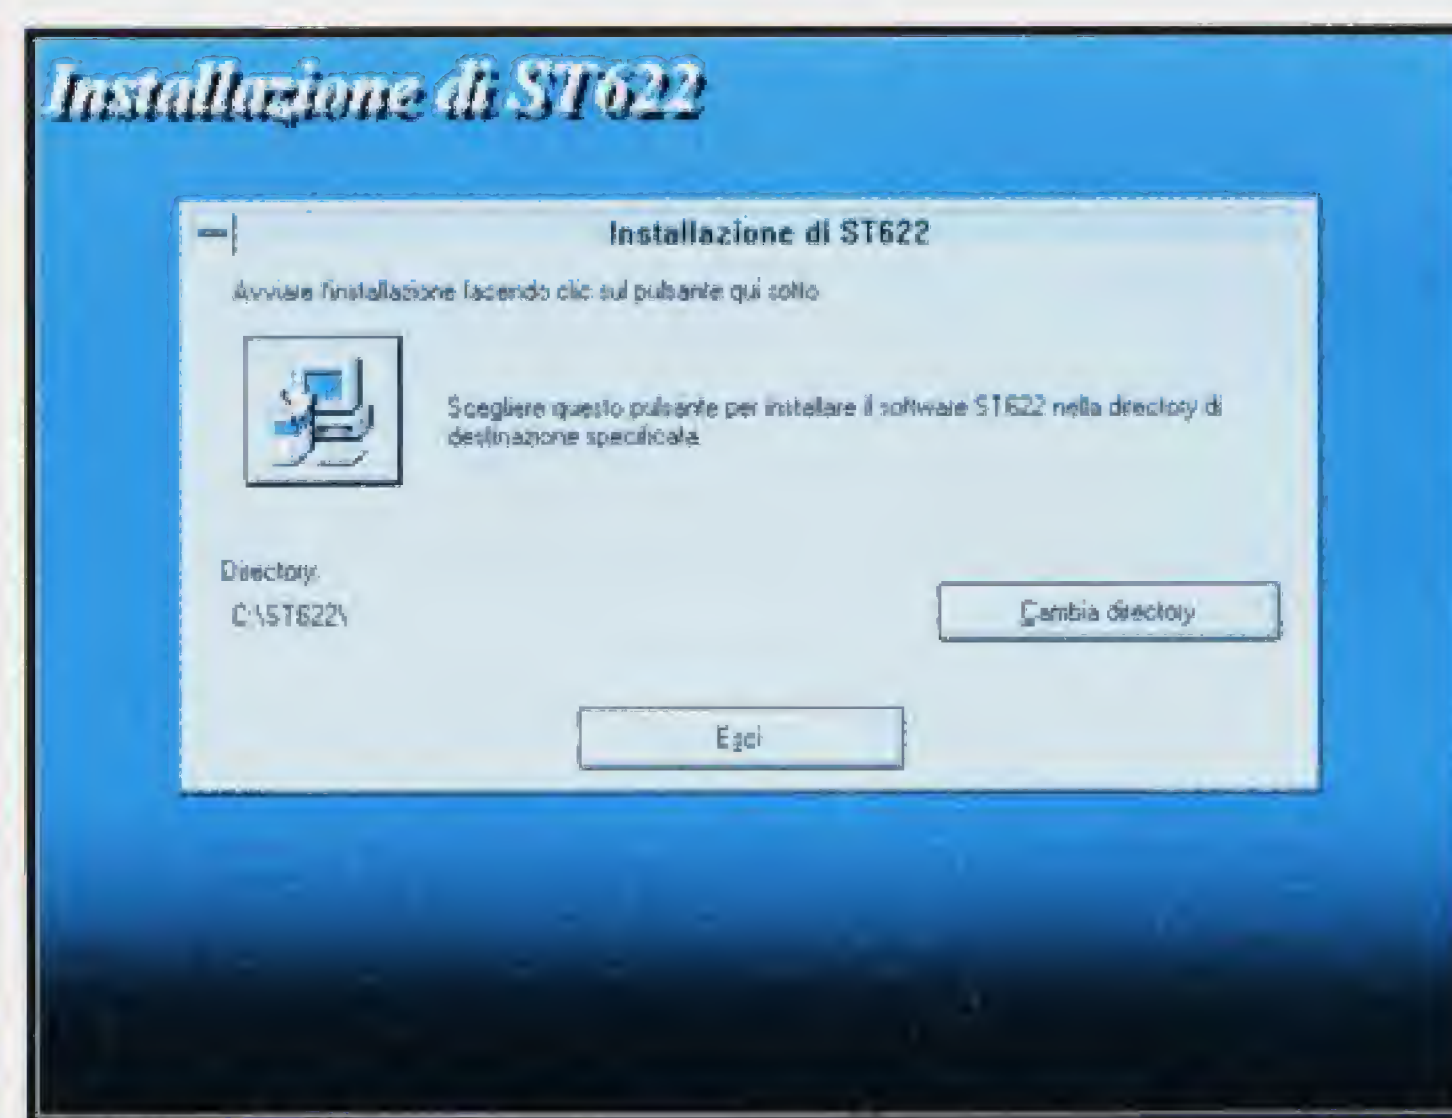 Installazione di ST622
Installazione di ST622
Avviare l'installazione facendo clic sul pulsante qui sotto
Scegliere questo pulsante per installare il software ST622 nella directory di
destinazione specificata.
Directory:
C:\ST622\
Cambia directory
Esci